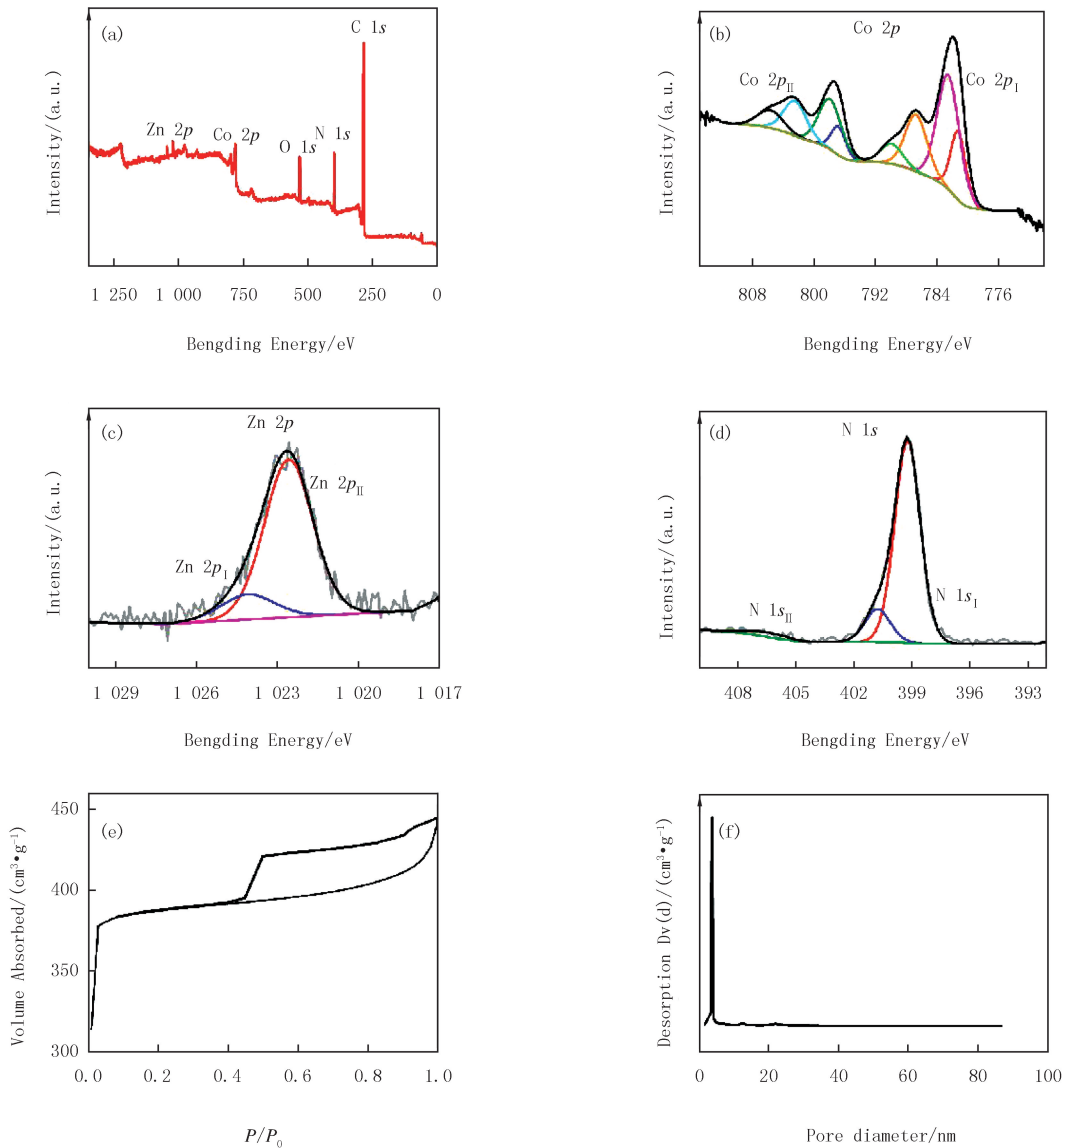 (a)
C 1s
Zn 2p
Co 2p
O 1s
N 1s
Intensity/(a.u.)
1 250 1 000 750 500 250 0
Bengding Energy/eV
(b)
Co 2p
Co 2pII
Co 2pI
Intensity/(a.u.)
808 800 792 784 776
Bengding Energy/eV
(c)
Zn 2p
Zn 2pII
Zn 2pI
Intensity/(a.u.)
1 029 1 026 1 023 1 020 1 017
Bengding Energy/eV
(d)
N 1s
N 1sI
N 1sII
Intensity/(a.u.)
408 405 402 399 396 393
Bengding Energy/eV
(e)
Volume Absorbed/(cm³•g⁻¹)
450
400
350
300
0.0 0.2 0.4 0.6 0.8 1.0
P/P₀
(f)
Desorption Dv(d)/(cm³•g⁻¹)
0 20 40 60 80 100
Pore diameter/nm